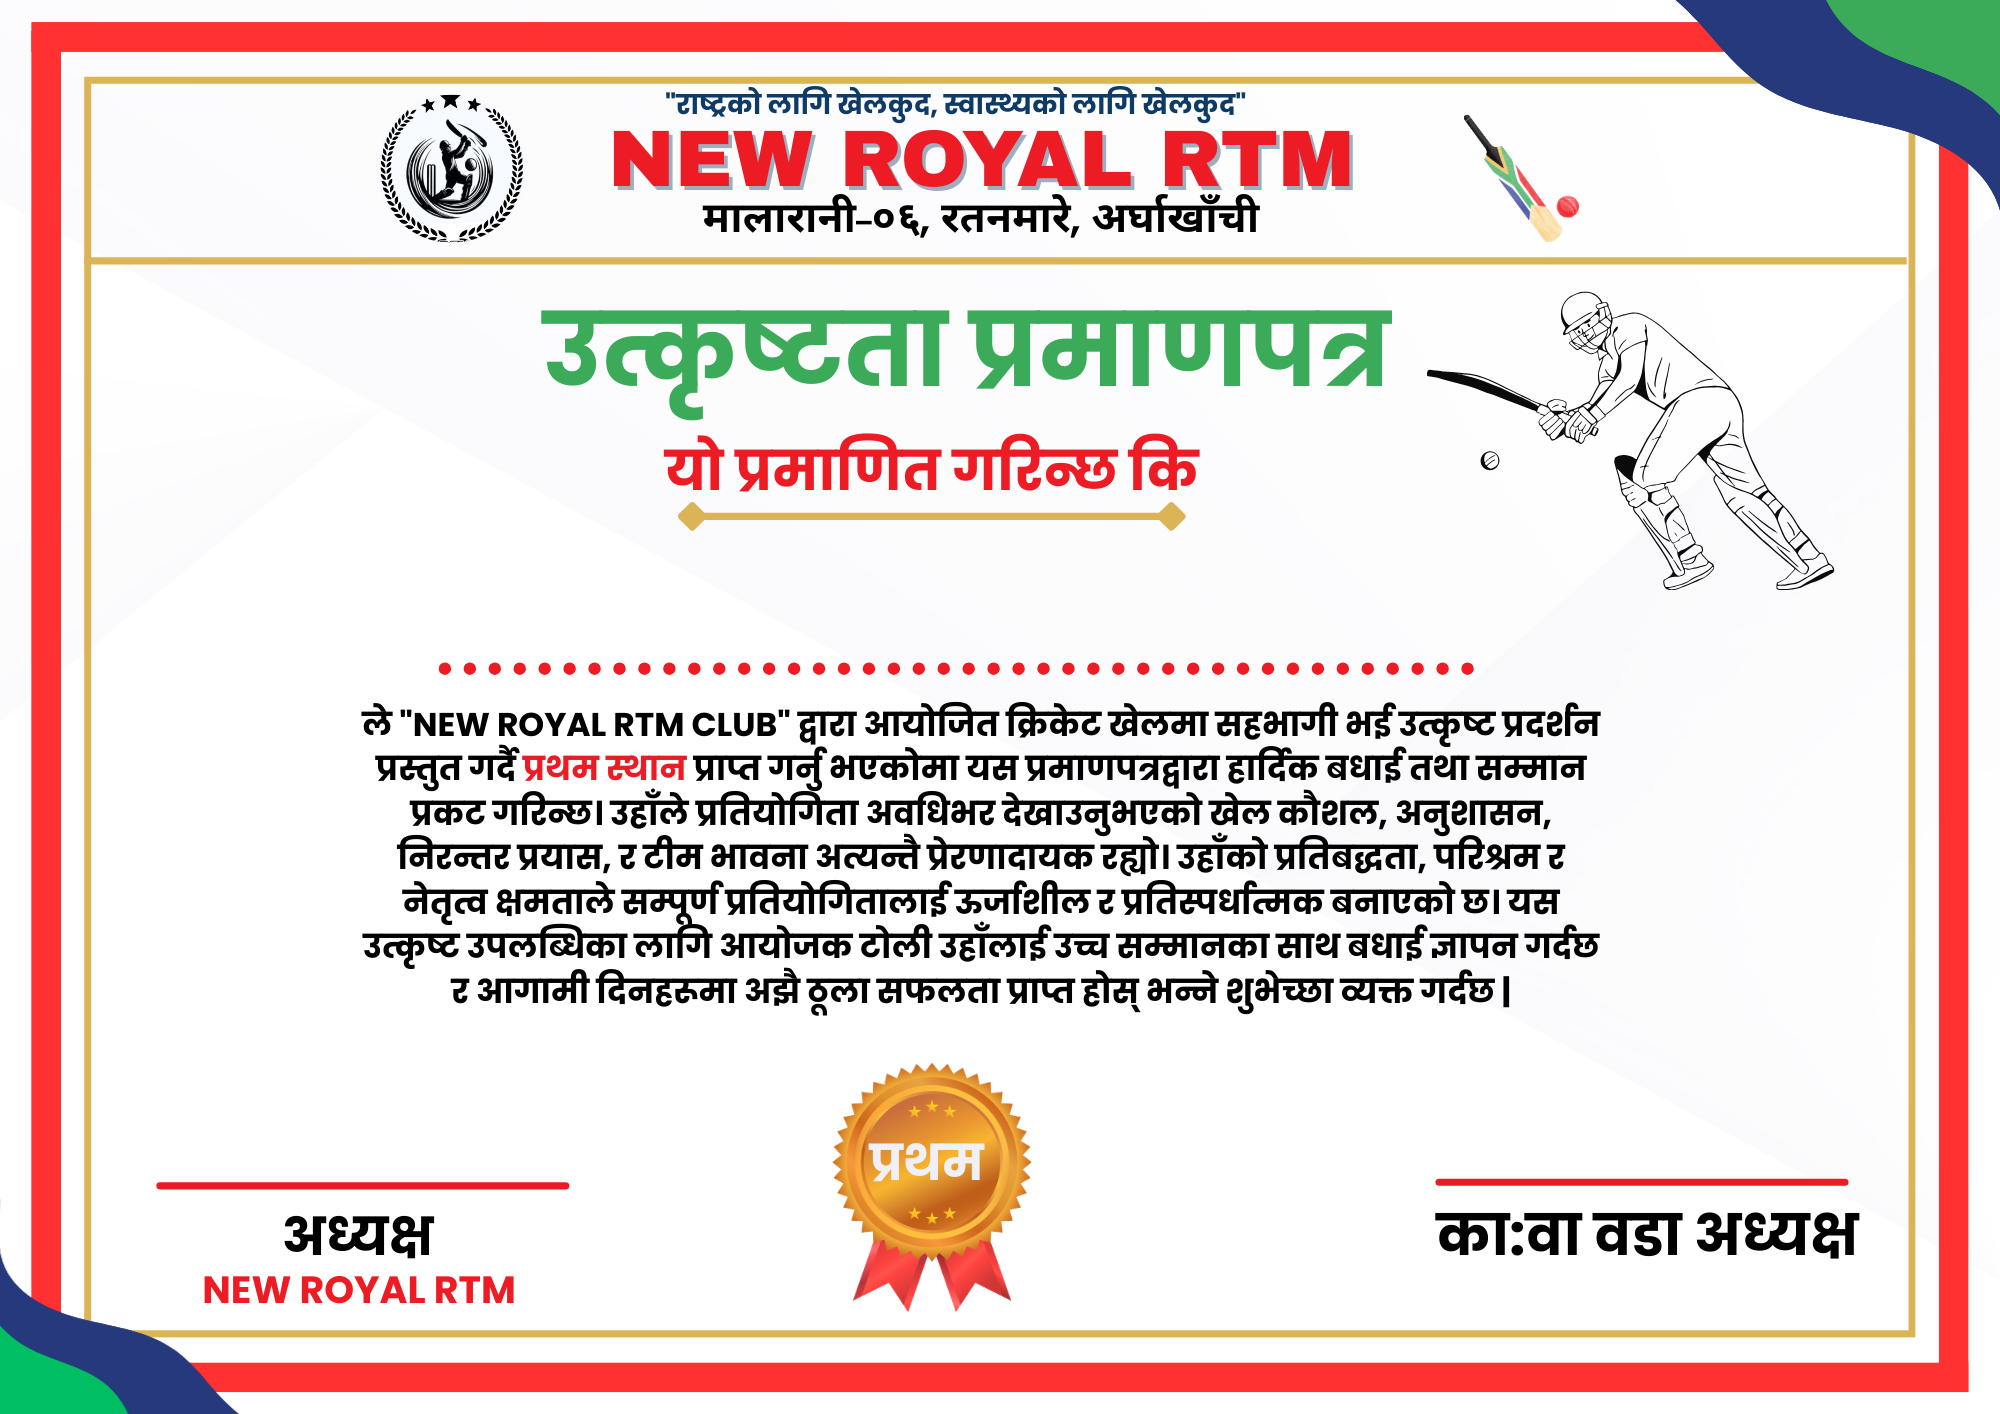 "राष्ट्रको लागि खेलकुद, स्वास्थ्यको लागि खेलकुद"
NEW ROYAL RTM
मालारानी-०६, रतनमारे, अर्घाखाँची
उत्कृष्टता प्रमाणपत्र
यो प्रमाणित गरिन्छ कि
ले "NEW ROYAL RTM CLUB" द्वारा आयोजित क्रिकेट खेलमा सहभागी भई उत्कृष्ट प्रदर्शन
प्रस्तुत गर्दै प्रथम स्थान प्राप्त गर्नु भएकोमा यस प्रमाणपत्रद्वारा हार्दिक बधाई तथा सम्मान
प्रकट गरिन्छ। उहाँले प्रतियोगिता अवधिभर देखाउनुभएको खेल कौशल, अनुशासन,
निरन्तर प्रयास, र टीम भावना अत्यन्तै प्रेरणादायक रह्यो। उहाँको प्रतिबद्धता, परिश्रम र
नेतृत्व क्षमताले सम्पूर्ण प्रतियोगितालाई ऊर्जाशील र प्रतिस्पर्धात्मक बनाएको छ। यस
उत्कृष्ट उपलब्धिका लागि आयोजक टोली उहाँलाई उच्च सम्मानका साथ बधाई ज्ञापन गर्दछ
र आगामी दिनहरूमा अझै ठूला सफलता प्राप्त होस् भन्ने शुभेच्छा व्यक्त गर्दछ |
प्रथम
अध्यक्ष
NEW ROYAL RTM
का:वा वडा अध्यक्ष